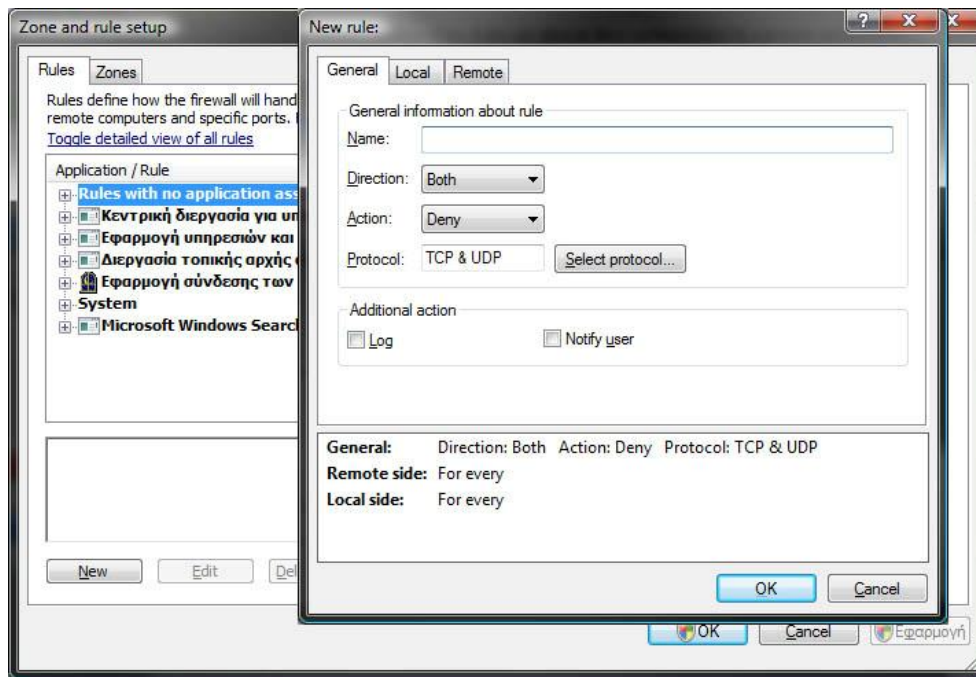 Zone and rule setup
Rules Zones
Rules define how the firewall will hand
remote computers and specific ports.
Toggle detailed view of all rules
Application / Rule
Rules with no application ass
Κεντρική διεργασία για υπ
Εφαρμογή υπηρεσιών και
Διεργασία τοπικής αρχής
Εφαρμογή σύνδεσης των
System
Microsoft Windows Search
New Edit Del
OK Cancel Εφαρμογή
New rule:
General Local Remote
General information about rule
Name:
Direction: Both
Action: Deny
Protocol: TCP & UDP Select protocol...
Additional action
Log Notify user
General: Direction: Both Action: Deny Protocol: TCP & UDP
Remote side: For every
Local side: For every
OK Cancel